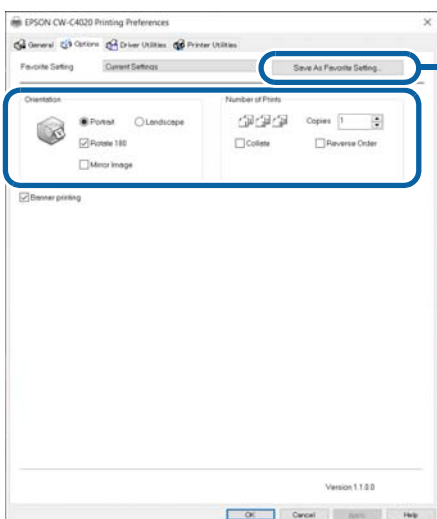 EPSON CW-C4020 Printing Preferences
General Options Driver Utilities Printer Utilities
Favorite Setting Current Settings Save As Favorite Setting...
Orientation Number of Prints
Portrait Landscape Copies 1
Rotate 180 Collate Reverse Order
Mirror Image
Banner printing
Version 1.1.0.0
OK Cancel Apply Help